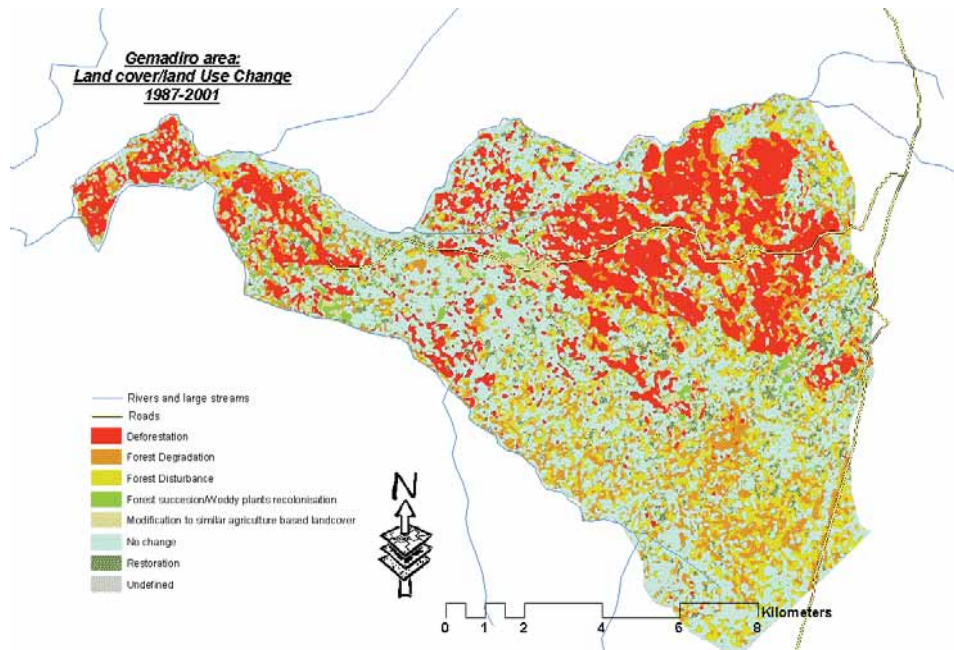 Gemadiro area:
Land cover/land Use Change
1987-2001
Rivers and large streams
Roads
Deforestation
Forest Degradation
Forest Disturbance
Forest succesion/Woddy plants recolonisation
Modification to similar agriculture based landcover
No change
Restoration
Undefined
N
Kilometers
0 1 2 4 6 8